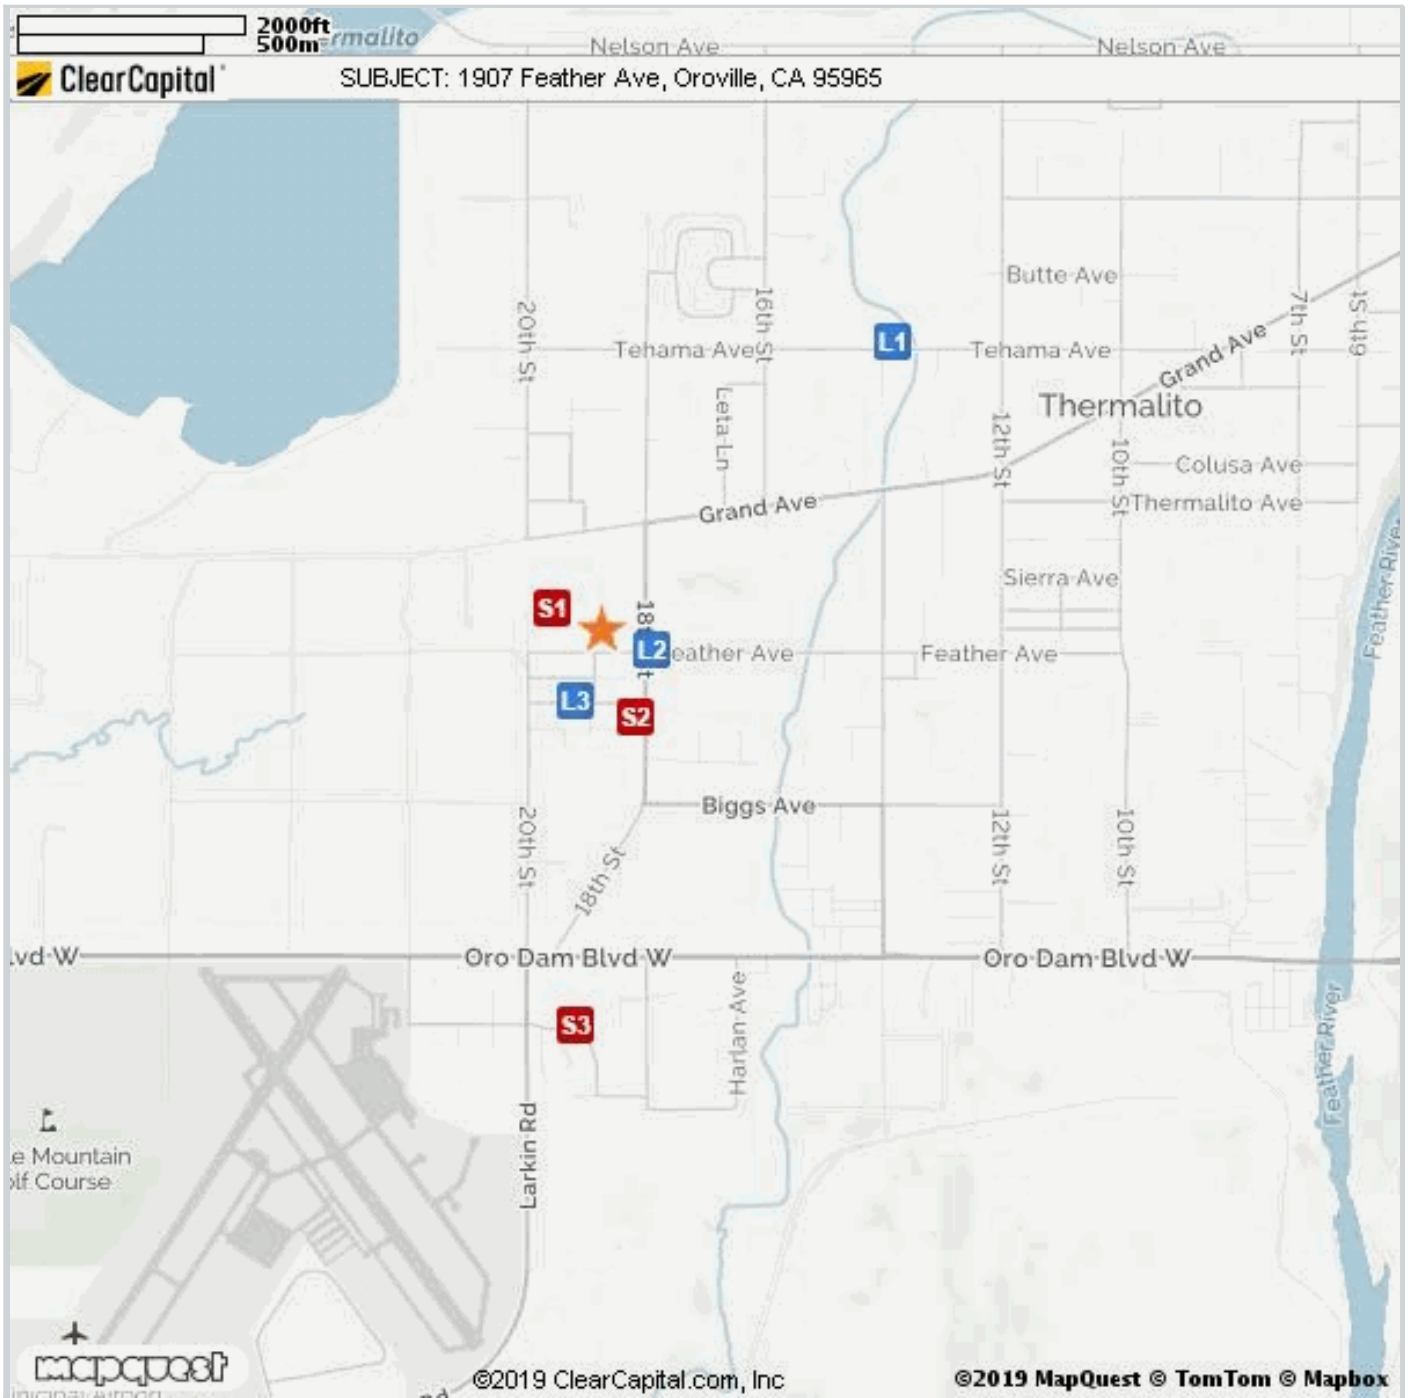 2000ft
500m
ermalito
Nelson Ave
Nelson Ave
ClearCapital
SUBJECT: 1907 Feather Ave, Oroville, CA 95965
Butte Ave
20th St
16th St
7th St
L1
Tehama Ave
Tehama Ave
Grand Ave
Thermalito
Leta Ln
12th St
10th St
Colusa Ave
Grand Ave
Thermalito Ave
Sierra Ave
Feather River
S1
18
L2
eather Ave
Feather Ave
t
L3
S2
Biggs Ave
20th St
12th St
10th St
18th St
lvd W
Oro Dam Blvd W
Oro Dam Blvd W
Harlan Ave
Feather River
S3
Larkin Rd
e Mountain
olf Course
mapquest
©2019 ClearCapital.com, Inc
©2019 MapQuest © TomTom © Mapbox